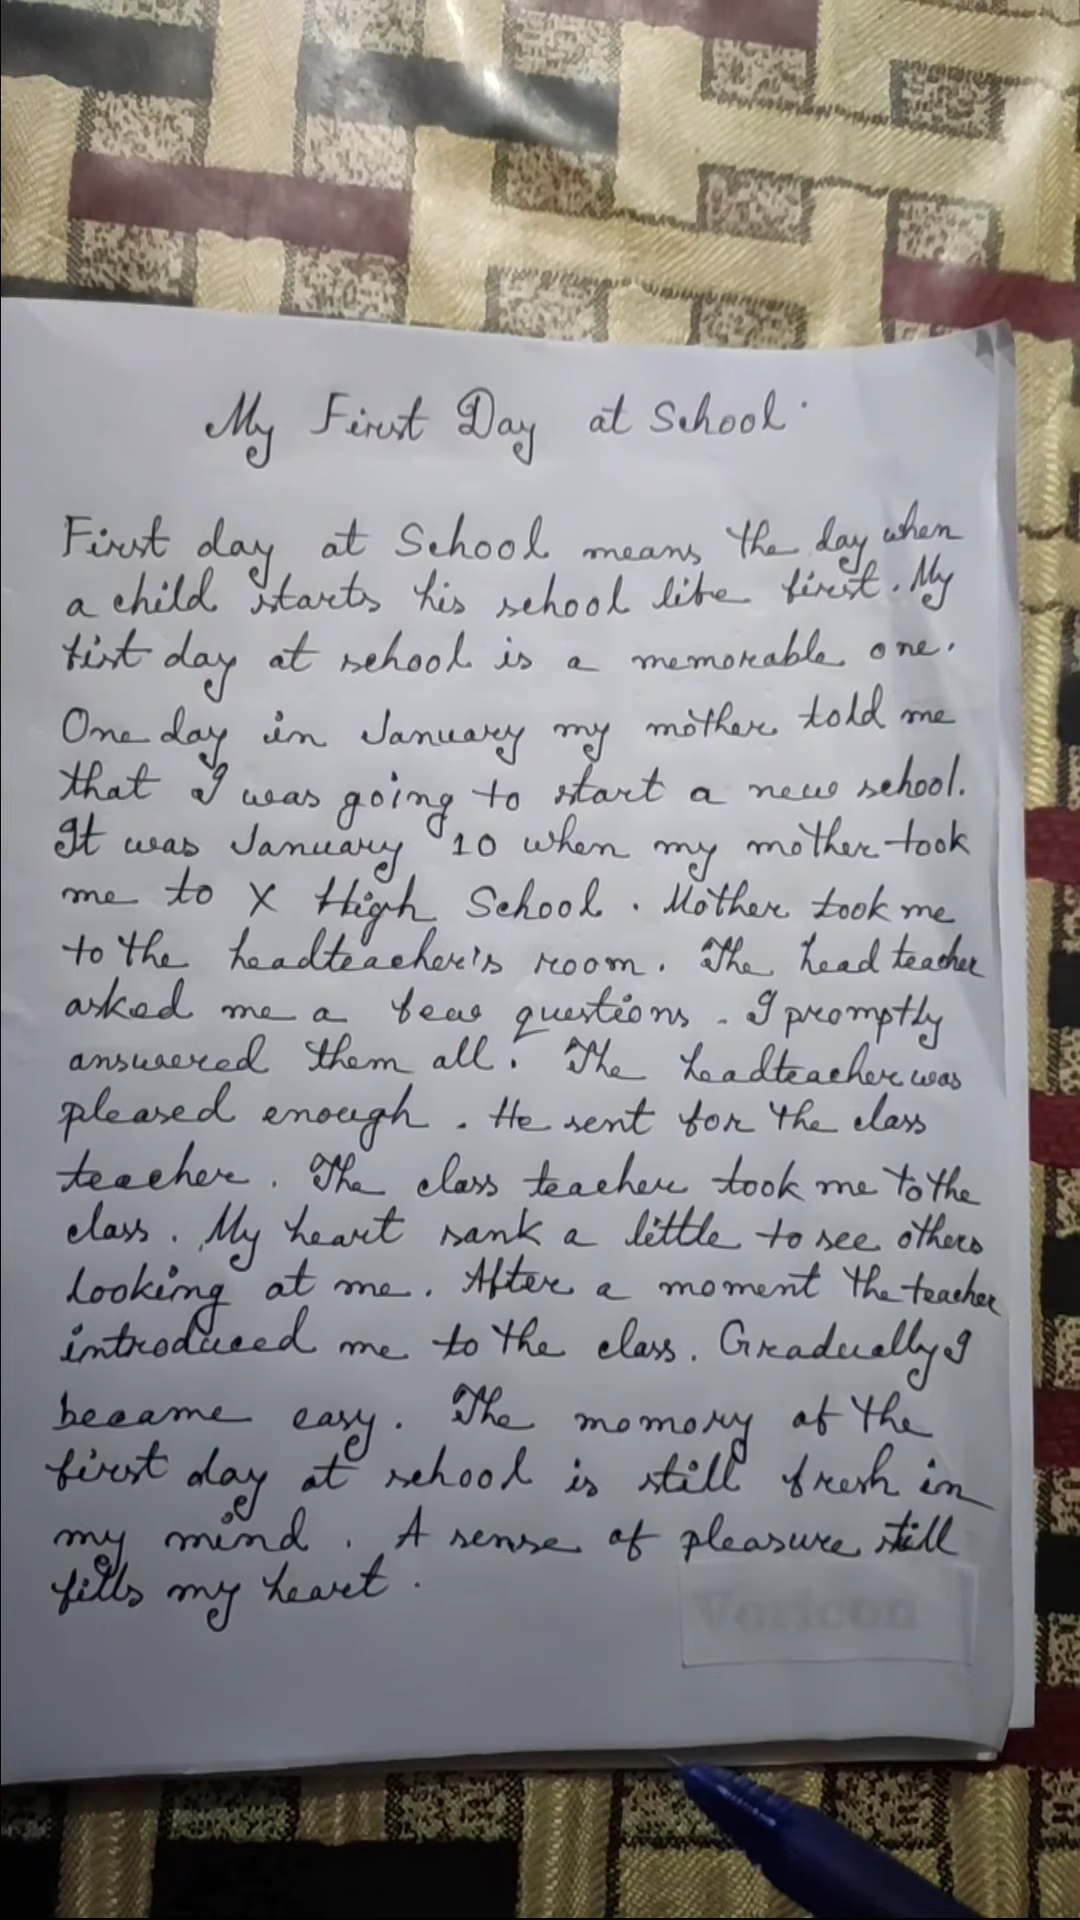 My First Day at School.
First day at School means the day when
a child starts his school life first. My
fist day at school is a memorable one.
One day in January my mother told me
that I was going to start a new school.
It was January 10 when my mother took
me to X High School. Mother took me
to the headteacher's room. The head teacher
asked me a few questions. I promptly
answered them all. The headteacher was
pleased enough. He sent for the class
teacher. The class teacher took me to the
class. My heart sank a little to see others
looking at me. After a moment the teacher
introduced me to the class. Gradually I
became easy. The momory of the
first day at school is still fresh in
my mind. A sense of pleasure still
fills my heart.
Voricon